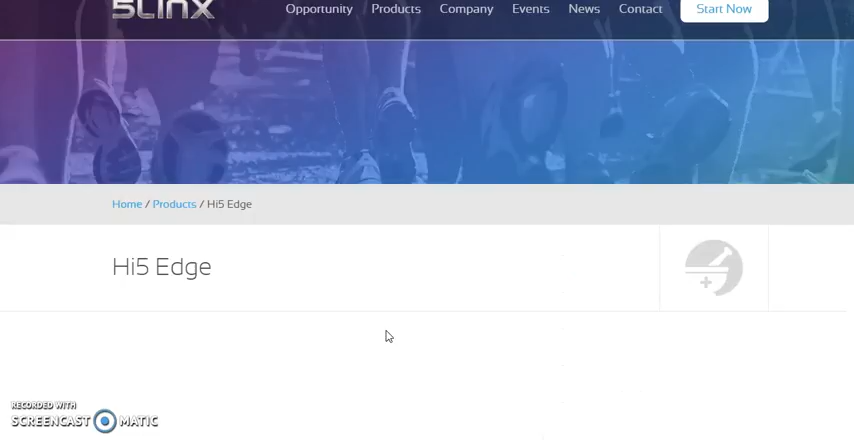 5LINX
Opportunity Products Company Events News Contact Start Now
Home / Products / Hi5 Edge
Hi5 Edge
RECORDED WITH
SCREENCAST MATIC